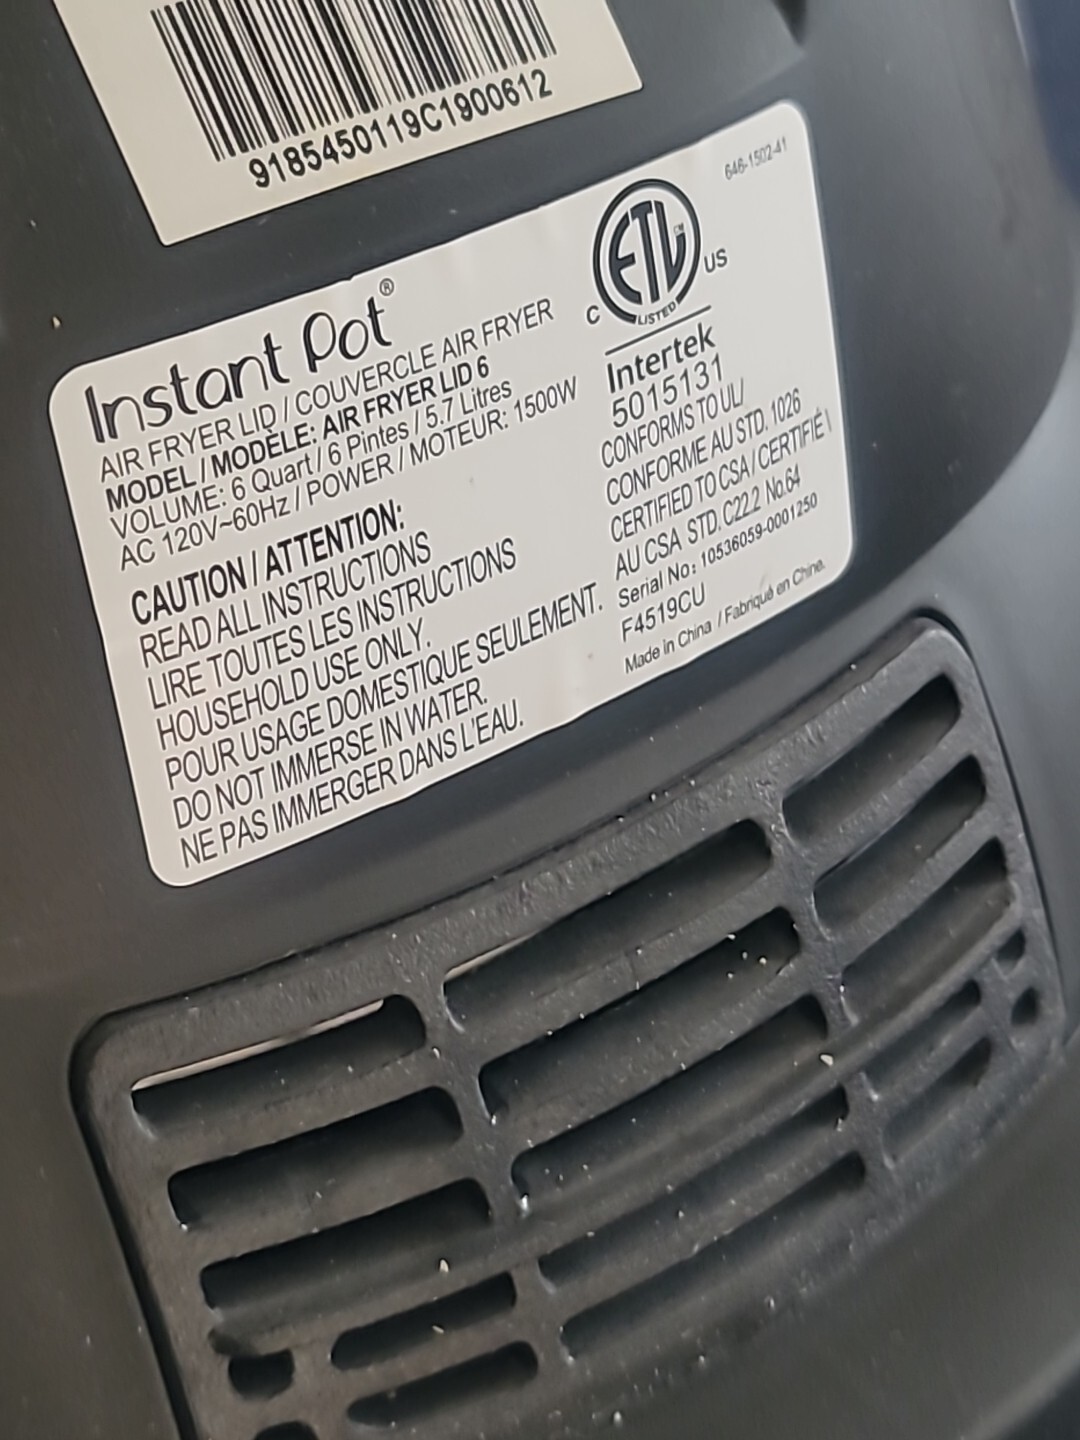 9185450119C1900612
646-1502-41
Instant Pot®
AIR FRYER LID / COUVERCLE AIR FRYER
MODEL / MODÈLE: AIR FRYER LID 6
VOLUME: 6 Quart / 6 Pintes / 5.7 Litres
AC 120V~60Hz / POWER / MOTEUR: 1500W
CAUTION / ATTENTION:
READ ALL INSTRUCTIONS
LIRE TOUTES LES INSTRUCTIONS
HOUSEHOLD USE ONLY.
POUR USAGE DOMESTIQUE SEULEMENT.
DO NOT IMMERSE IN WATER.
NE PAS IMMERGER DANS L'EAU.
ETL CM
C LISTED US
Intertek
5015131
CONFORMS TO UL/
CONFORME AU STD. 1026
CERTIFIED TO CSA / CERTIFIÉ \
AU CSA STD. C22.2 No.64
Serial No: 10536059-0001250
F4519CU
Made in China / Fabriqué en Chine.